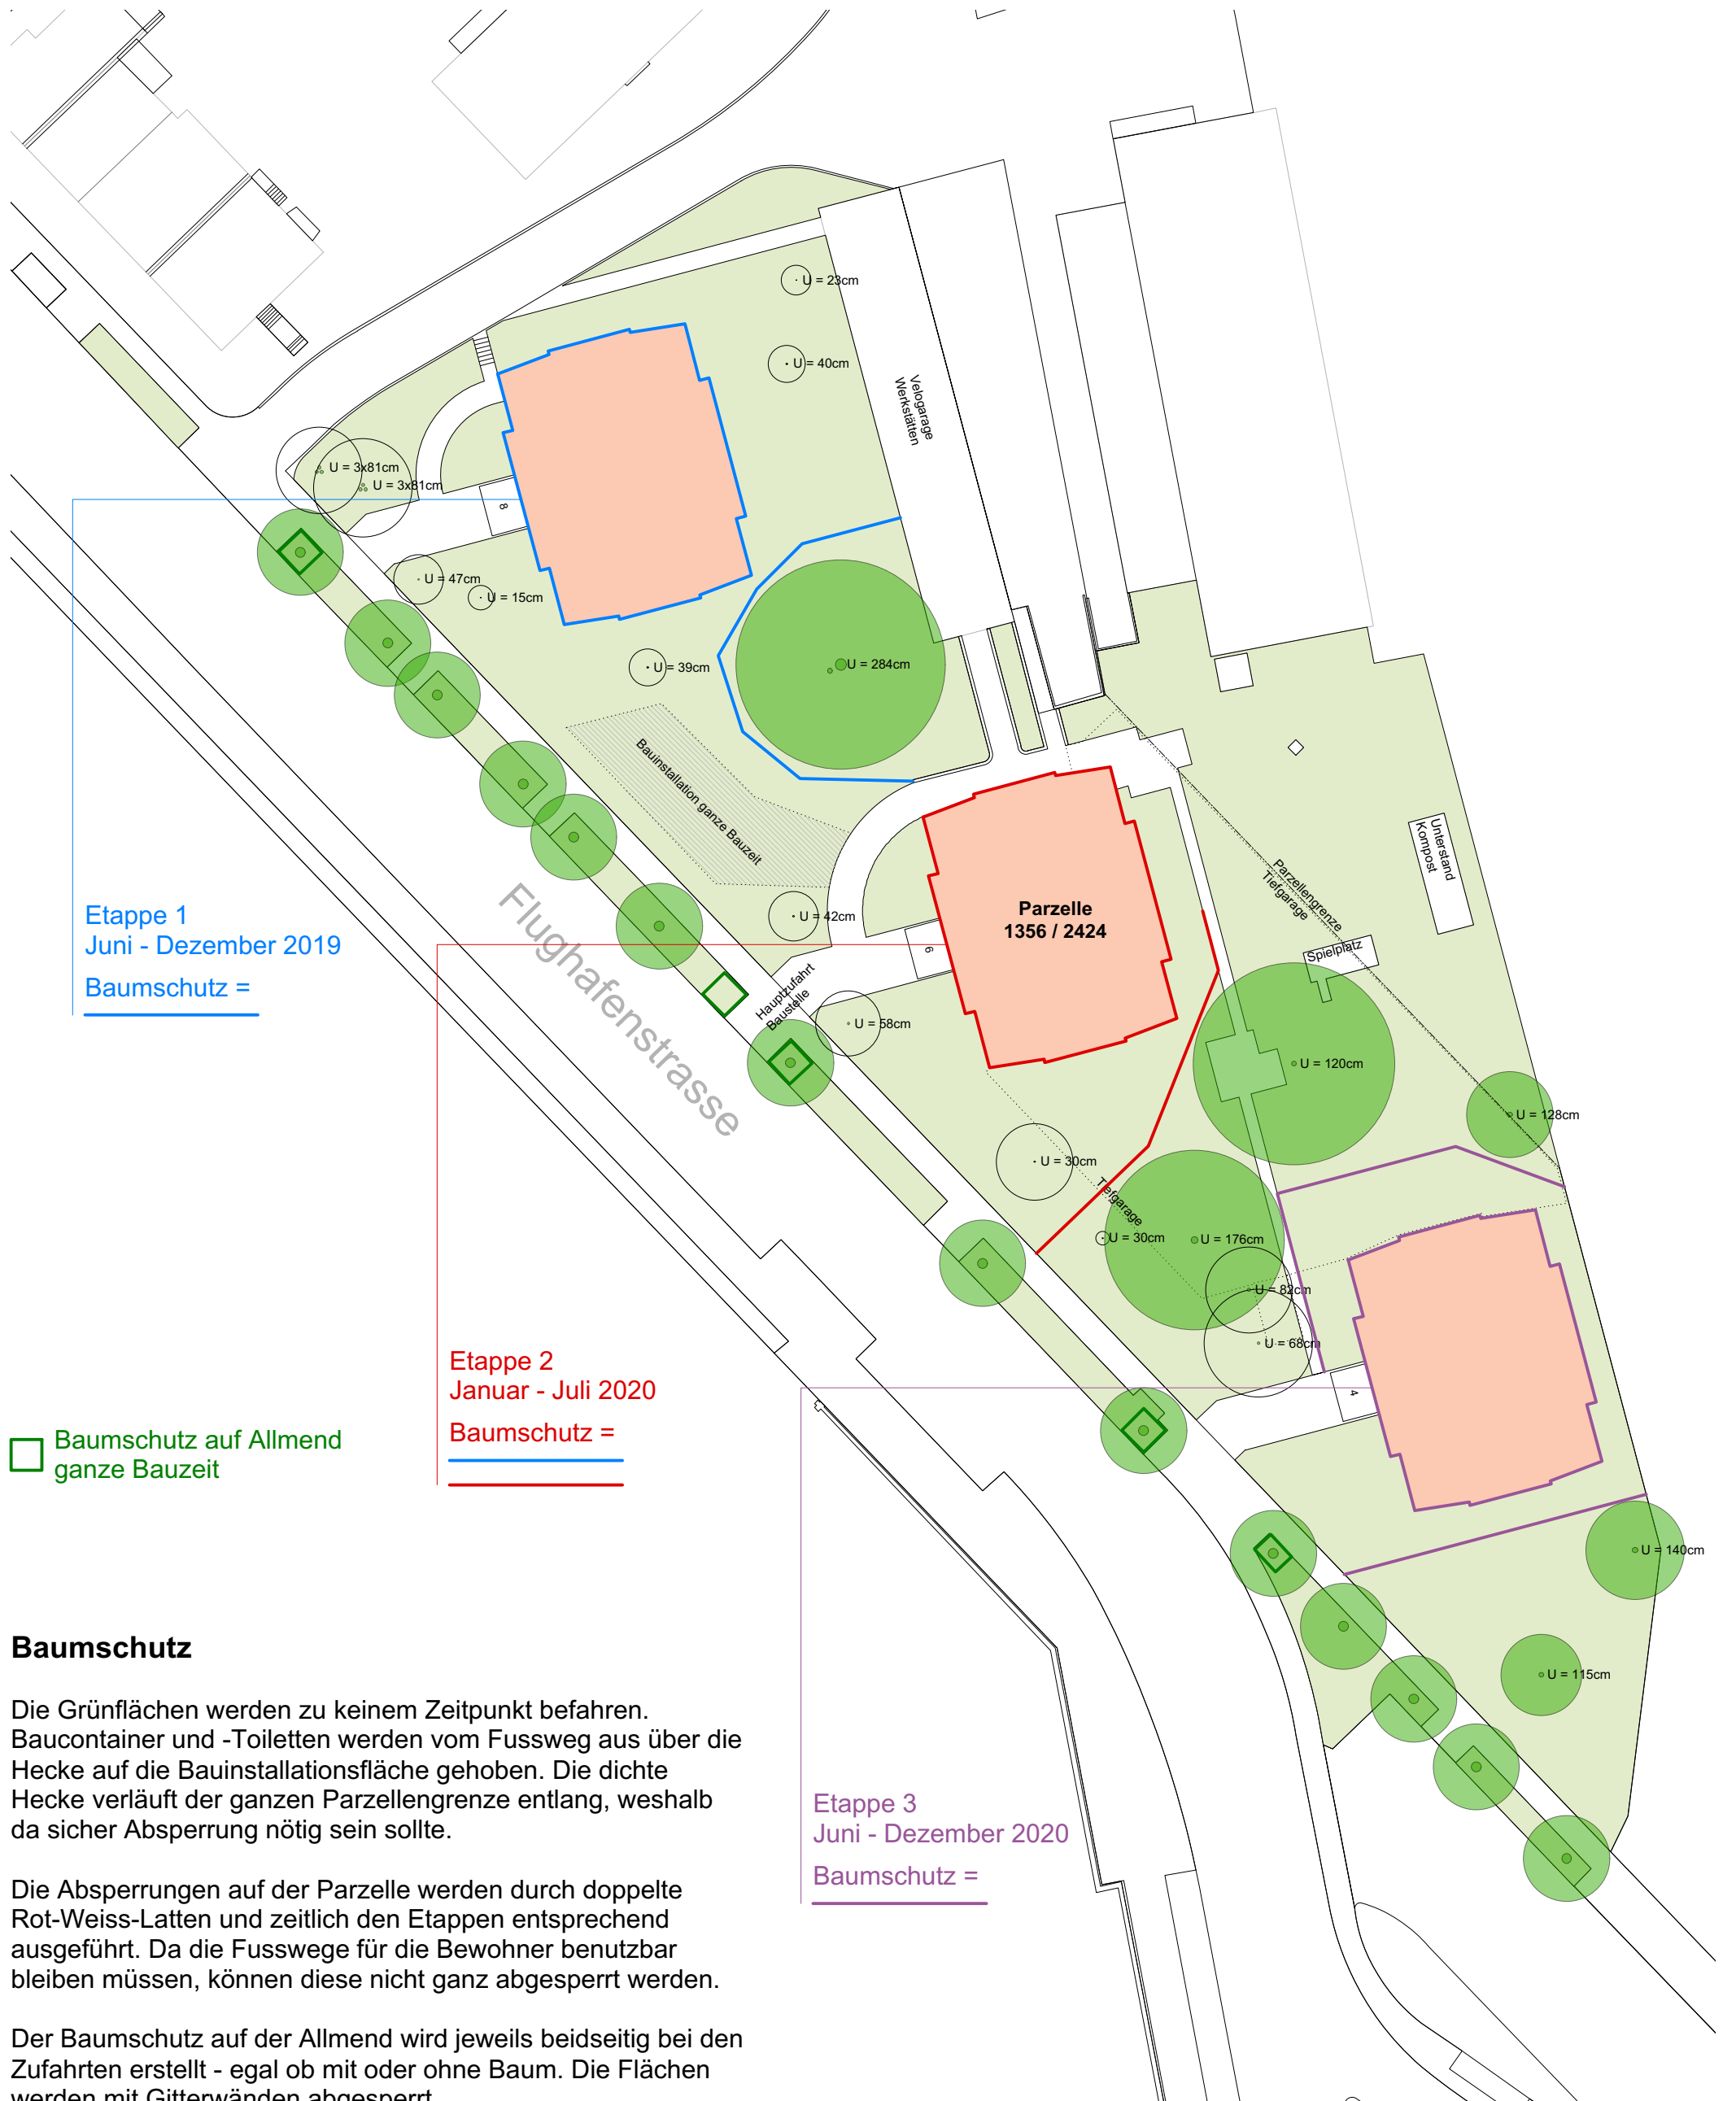 U = 23cm
U = 40cm
Velogarage
Werkstätten
U = 3x81cm
U = 3x81cm
8
U = 47cm
U = 15cm
U = 39cm
U = 284cm
Bauinstallation ganze Bauzeit
Unterstand
Kompost
Parzellengrenze
Tiefgarage
Etappe 1
Juni - Dezember 2019
Baumschutz =
Flughafenstrasse
U = 42cm
Parzelle
1356 / 2424
6
Spielplatz
Hauptzufahrt
Baustelle
U = 58cm
U = 120cm
U = 128cm
U = 30cm
Tiefgarage
U = 30cm
U = 176cm
U = 82cm
U = 68cm
4
Etappe 2
Januar - Juli 2020
Baumschutz =
Baumschutz auf Allmend
ganze Bauzeit
U = 140cm
U = 115cm
Etappe 3
Juni - Dezember 2020
Baumschutz =
Baumschutz
Die Grünflächen werden zu keinem Zeitpunkt befahren.
Baucontainer und -Toiletten werden vom Fussweg aus über die
Hecke auf die Bauinstallationsfläche gehoben. Die dichte
Hecke verläuft der ganzen Parzellengrenze entlang, weshalb
da sicher Absperrung nötig sein sollte.
Die Absperrungen auf der Parzelle werden durch doppelte
Rot-Weiss-Latten und zeitlich den Etappen entsprechend
ausgeführt. Da die Fusswege für die Bewohner benutzbar
bleiben müssen, können diese nicht ganz abgesperrt werden.
Der Baumschutz auf der Allmend wird jeweils beidseitig bei den
Zufahrten erstellt - egal ob mit oder ohne Baum. Die Flächen
werden mit Gitterwänden abgesperrt